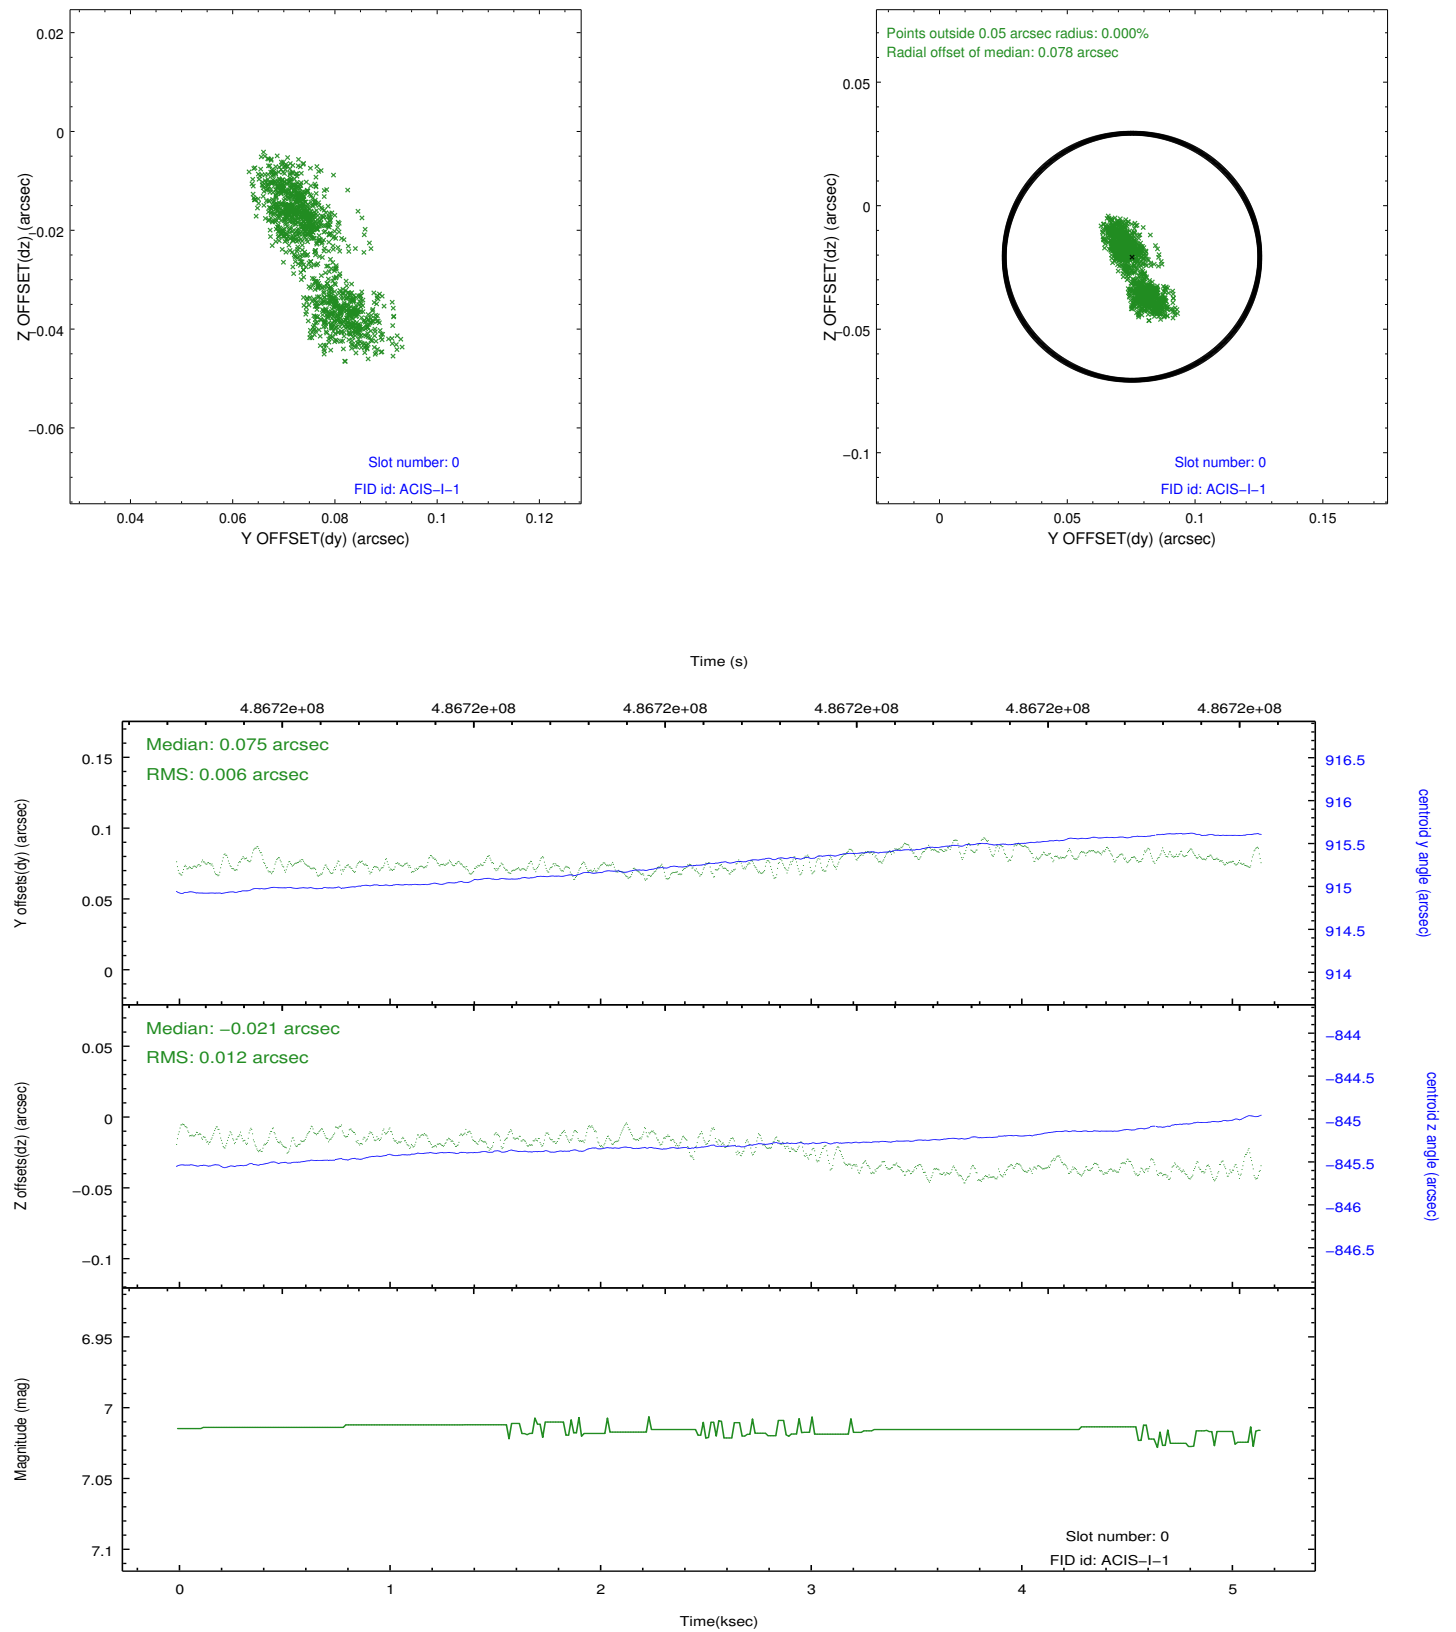 0.02
0
−0.02
−0.04
−0.06
Z OFFSET(dz) (arcsec)
Slot number: 0
FID id: ACIS−I−1
0.04
0.06
0.08
0.1
0.12
Y OFFSET(dy) (arcsec)
Points outside 0.05 arcsec radius: 0.000%
Radial offset of median: 0.078 arcsec
0.05
0
−0.05
−0.1
Z OFFSET(dz) (arcsec)
Slot number: 0
FID id: ACIS−I−1
0
0.05
0.1
0.15
Y OFFSET(dy) (arcsec)
Time (s)
4.8672e+08
4.8672e+08
4.8672e+08
4.8672e+08
4.8672e+08
4.8672e+08
Median: 0.075 arcsec
RMS: 0.006 arcsec
0.15
0.1
0.05
0
Y offsets(dy) (arcsec)
916.5
916
915.5
915
914.5
914
centroid y angle (arcsec)
Median: −0.021 arcsec
RMS: 0.012 arcsec
0.05
0
−0.05
−0.1
Z offsets(dz) (arcsec)
−844
−844.5
−845
−845.5
−846
−846.5
centroid z angle (arcsec)
6.95
7
7.05
7.1
Magnitude (mag)
Slot number: 0
FID id: ACIS−I−1
0
1
2
3
4
5
Time(ksec)